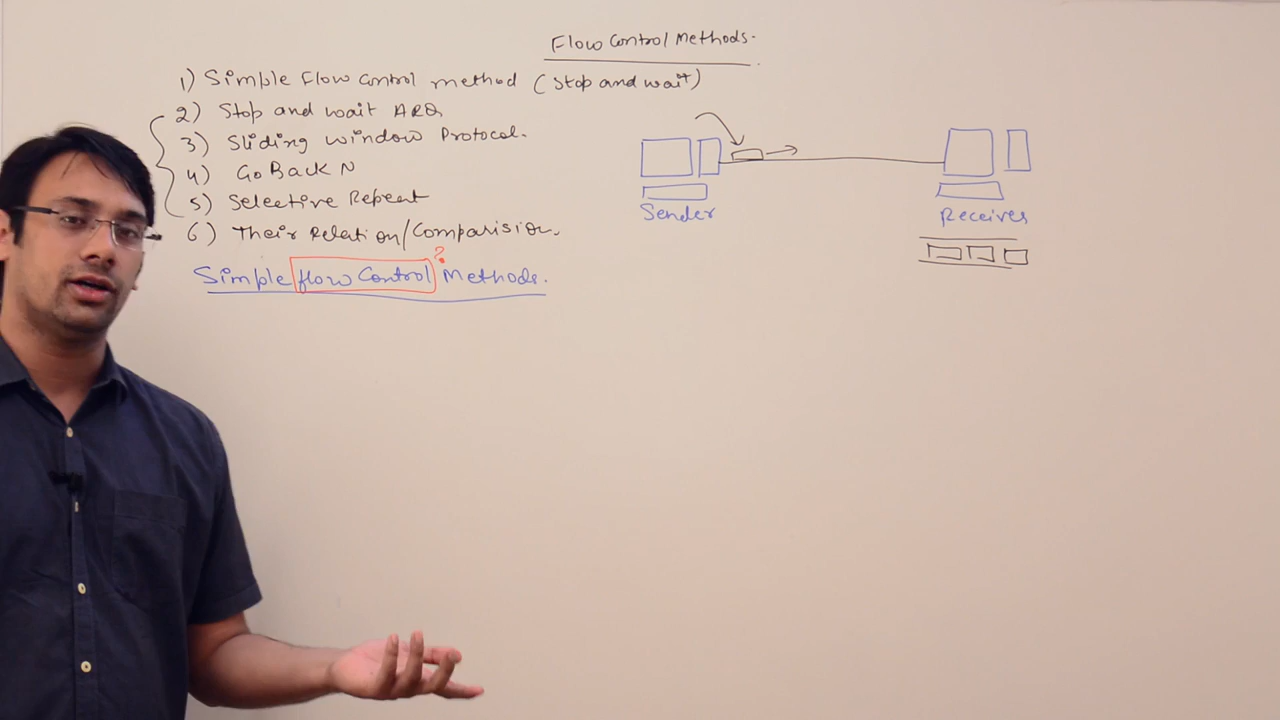 Flow Control Methods.
1) Simple Flow Control method (Stop and wait)
2) Stop and wait ARQ
3) Sliding window Protocol.
4) Go Back N
5) Selective Repeat
6) Their Relation/Comparision.
Simple flow Control ? Methods.
Sender
Receiver